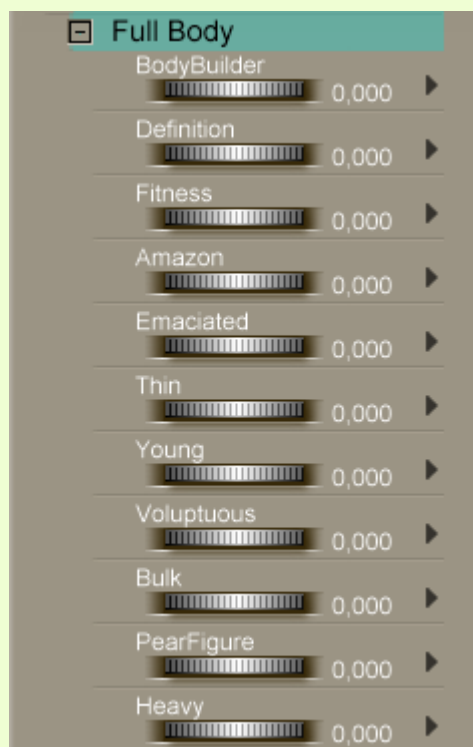 Full Body
BodyBuilder
0,000
Definition
0,000
Fitness
0,000
Amazon
0,000
Emaciated
0,000
Thin
0,000
Young
0,000
Voluptuous
0,000
Bulk
0,000
PearFigure
0,000
Heavy
0,000